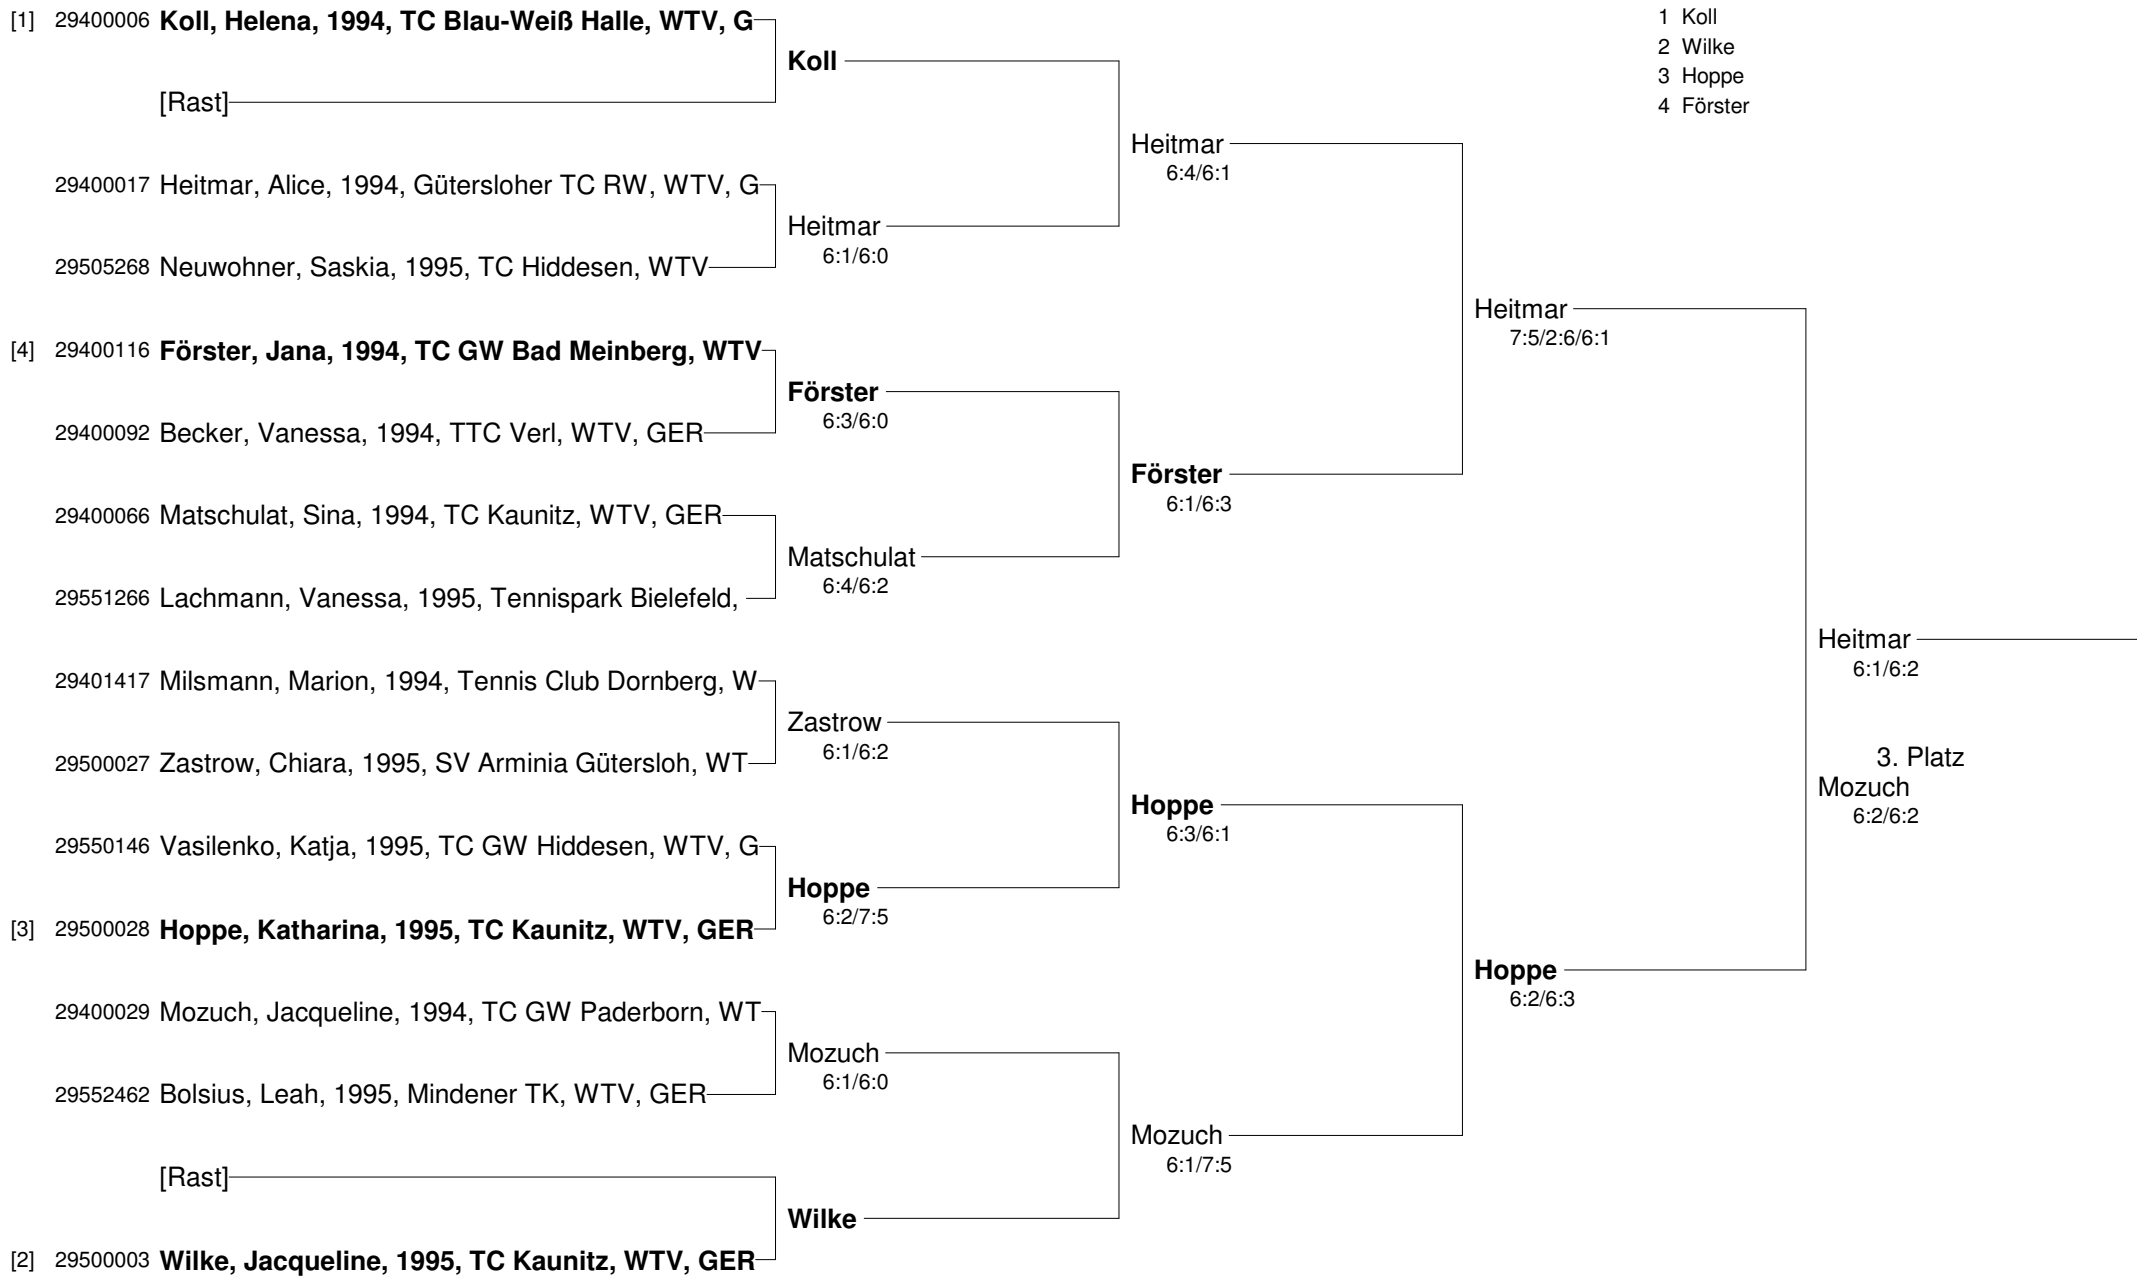 [1] 29400006 Koll, Helena, 1994, TC Blau-Weiß Halle, WTV, G
[Rast]
29400017 Heitmar, Alice, 1994, Gütersloher TC RW, WTV, G
29505268 Neuwohner, Saskia, 1995, TC Hiddesen, WTV
[4] 29400116 Förster, Jana, 1994, TC GW Bad Meinberg, WTV
29400092 Becker, Vanessa, 1994, TTC Verl, WTV, GER
29400066 Matschulat, Sina, 1994, TC Kaunitz, WTV, GER
29551266 Lachmann, Vanessa, 1995, Tennispark Bielefeld,
29401417 Milsmann, Marion, 1994, Tennis Club Dornberg, W
29500027 Zastrow, Chiara, 1995, SV Arminia Gütersloh, WT
29550146 Vasilenko, Katja, 1995, TC GW Hiddesen, WTV, G
[3] 29500028 Hoppe, Katharina, 1995, TC Kaunitz, WTV, GER
29400029 Mozuch, Jacqueline, 1994, TC GW Paderborn, WT
29552462 Bolsius, Leah, 1995, Mindener TK, WTV, GER
[Rast]
[2] 29500003 Wilke, Jacqueline, 1995, TC Kaunitz, WTV, GER
Koll
Heitmar
6:1/6:0
Förster
6:3/6:0
Matschulat
6:4/6:2
Zastrow
6:1/6:2
Hoppe
6:2/7:5
Mozuch
6:1/6:0
Wilke
Heitmar
6:4/6:1
Förster
6:1/6:3
Hoppe
6:3/6:1
Mozuch
6:1/7:5
Heitmar
7:5/2:6/6:1
Hoppe
6:2/6:3
Heitmar
6:1/6:2
3. Platz
Mozuch
6:2/6:2
1 Koll
2 Wilke
3 Hoppe
4 Förster